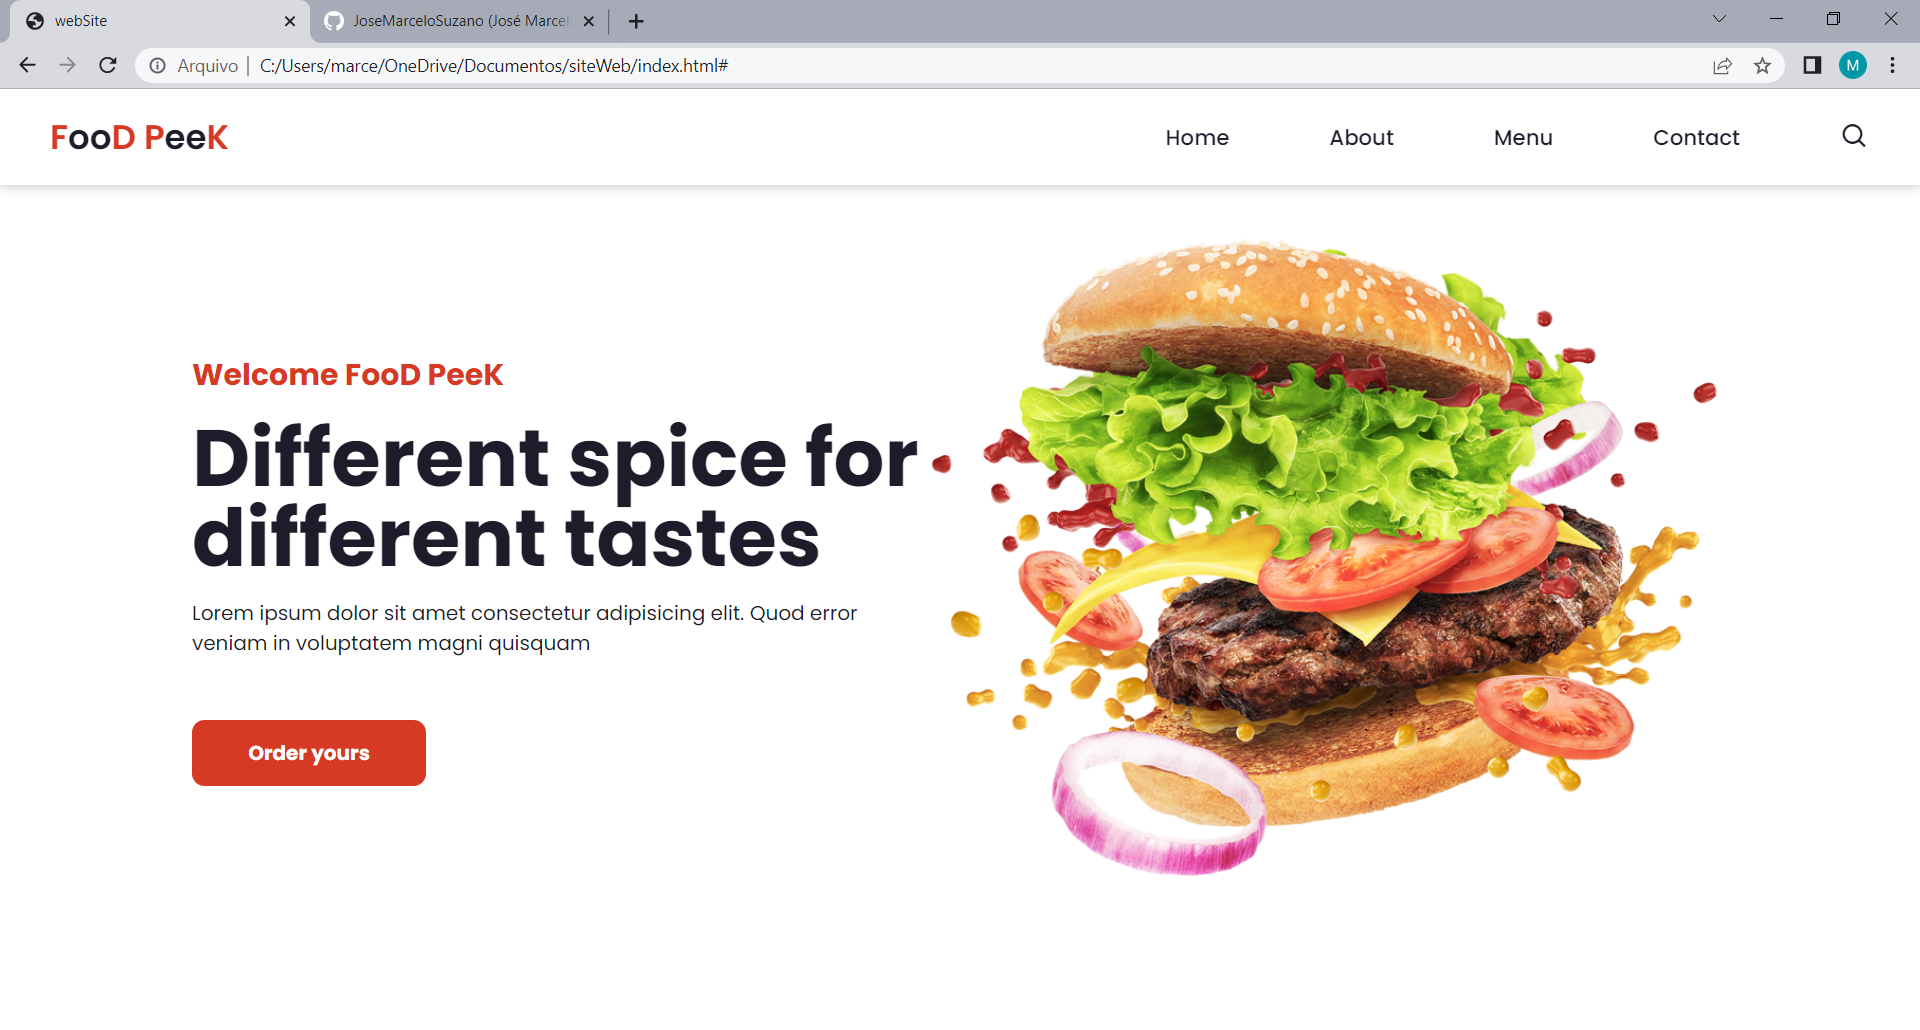 webSite
JoseMarceloSuzano (José Marcel
Arquivo
C:/Users/marce/OneDrive/Documentos/siteWeb/index.html#
M
FooD PeeK
Home
About
Menu
Contact
Welcome FooD PeeK
Different spice for
different tastes
Lorem ipsum dolor sit amet consectetur adipisicing elit. Quod error
veniam in voluptatem magni quisquam
Order yours